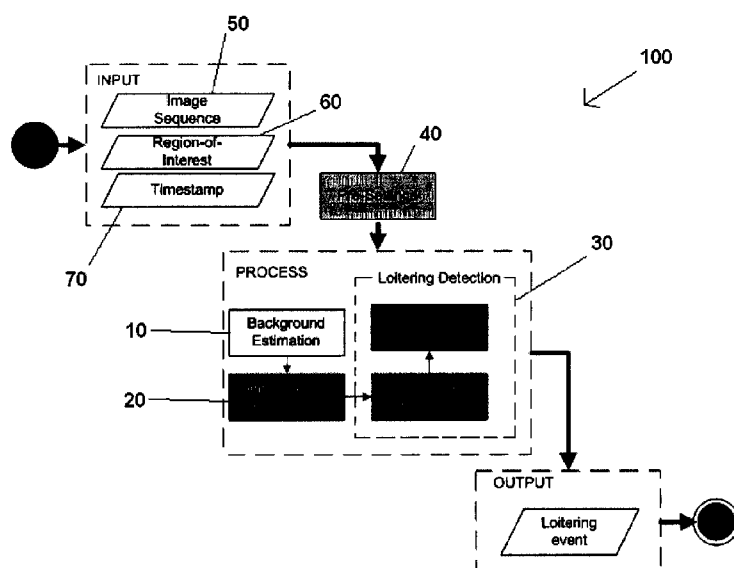 50
100
INPUT
60
Image
Sequence
40
Region-of-
Interest
Timestamp
30
70
PROCESS
Loitering Detection
10
Background
Estimation
20
OUTPUT
Loitering
event